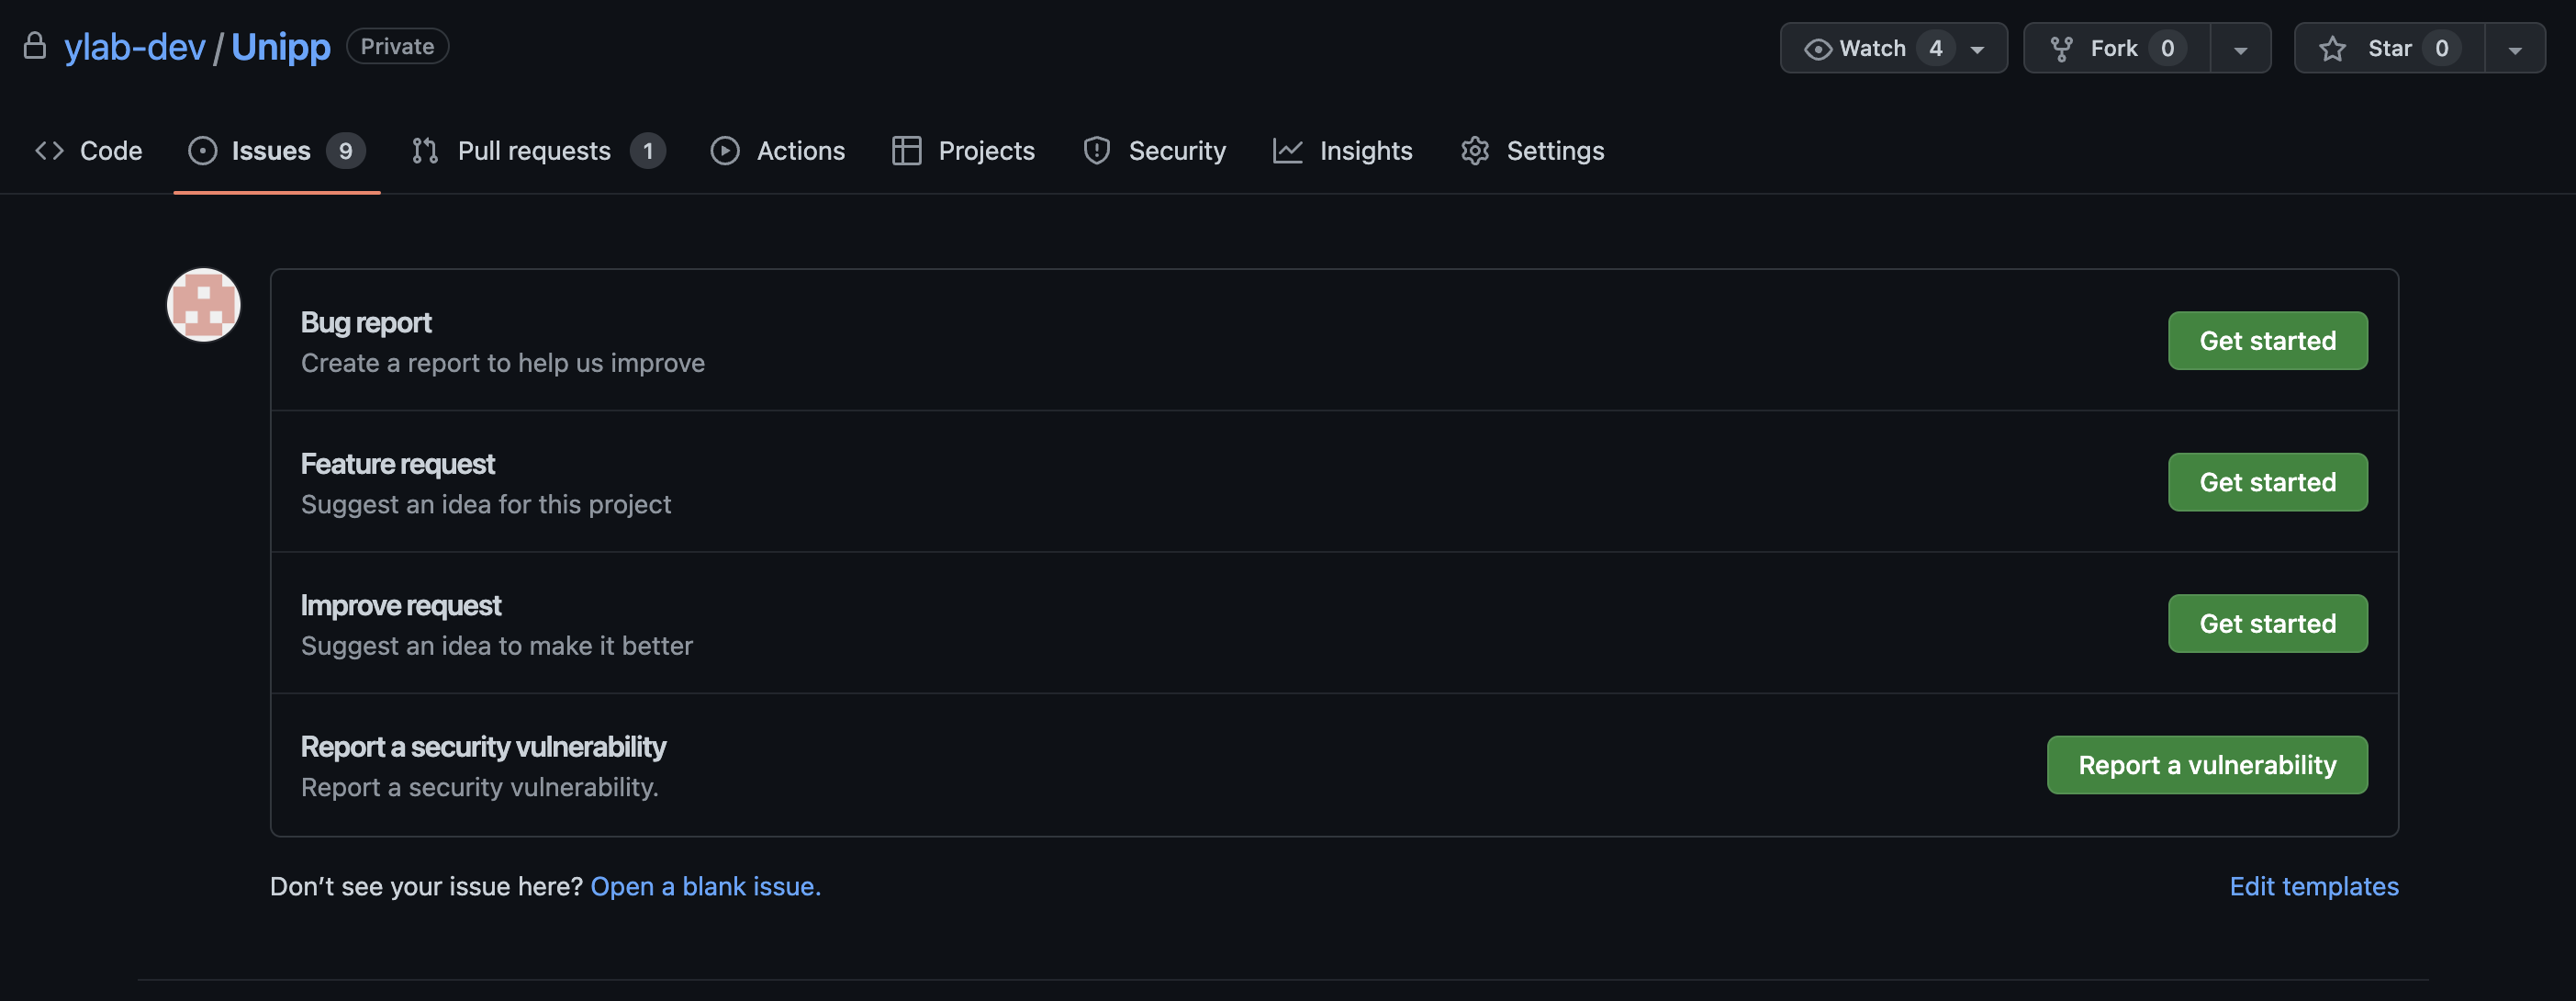 ylab-dev / Unipp Private
Watch 4
Fork 0
Star 0
Code
Issues 9
Pull requests 1
Actions
Projects
Security
Insights
Settings
Bug report
Create a report to help us improve
Get started
Feature request
Suggest an idea for this project
Get started
Improve request
Suggest an idea to make it better
Get started
Report a security vulnerability
Report a security vulnerability.
Report a vulnerability
Don’t see your issue here? Open a blank issue.
Edit templates